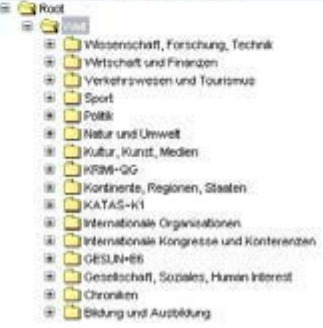 Root
Wissenschaft, Forschung, Technik
Wirtschaft und Finanzen
Verkehrswesen und Tourismus
Sport
Politik
Natur und Umwelt
Kultur, Kunst, Medien
KRIMI-QG
Kontinente, Regionen, Staaten
KATAS-K1
Internationale Organisationen
Internationale Kongresse und Konferenzen
GESUN-E6
Gesellschaft, Soziales, Human Interest
Chroniken
Bildung und Ausbildung